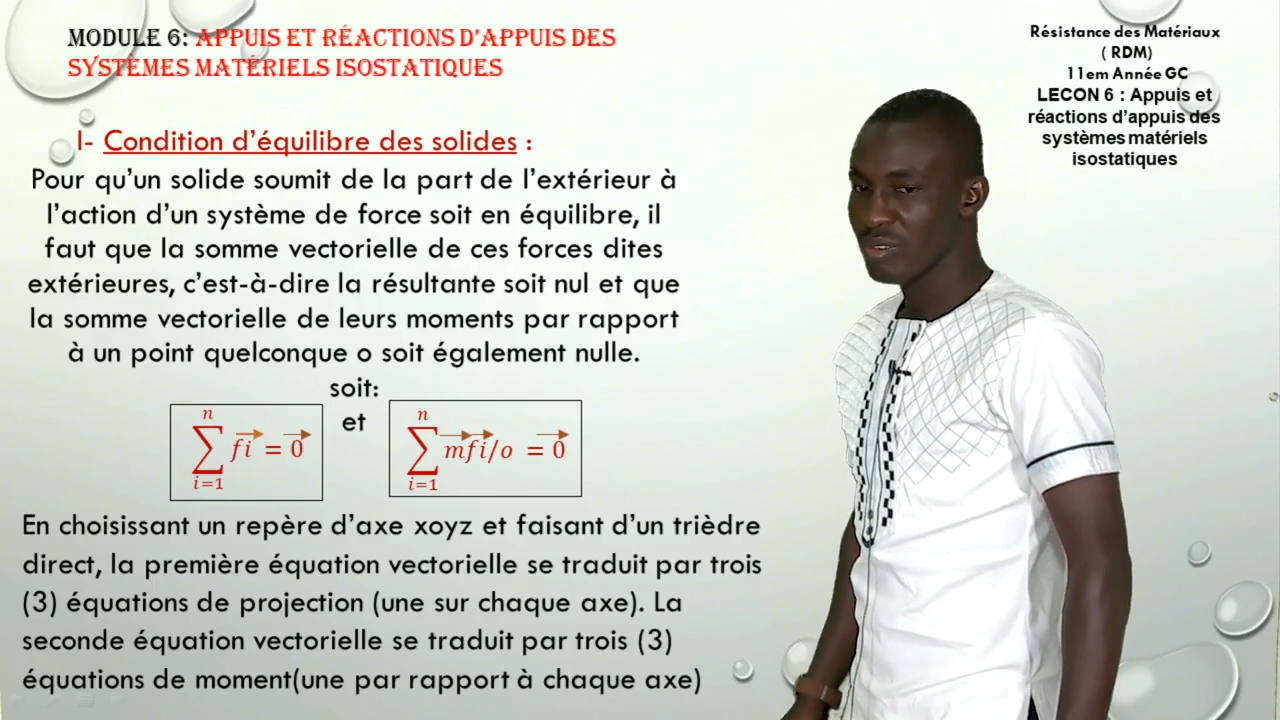 MODULE 6: APPUIS ET RÉACTIONS D'APPUIS DES
SYSTÈMES MATÉRIELS ISOSTATIQUES
I- Condition d'équilibre des solides :
Pour qu'un solide soumit de la part de l'extérieur à
l'action d'un système de force soit en équilibre, il
faut que la somme vectorielle de ces forces dites
extérieures, c'est-à-dire la résultante soit nul et que
la somme vectorielle de leurs moments par rapport
à un point quelconque o soit également nulle.
soit:
n
∑ fi = 0
i=1
et
n
∑ mfi/o = 0
i=1
En choisissant un repère d'axe xoyz et faisant d'un trièdre
direct, la première équation vectorielle se traduit par trois
(3) équations de projection (une sur chaque axe). La
seconde équation vectorielle se traduit par trois (3)
équations de moment(une par rapport à chaque axe)
Résistance des Matériaux
( RDM)
11em Année GC
LECON 6 : Appuis et
réactions d'appuis des
systèmes matériels
isostatiques